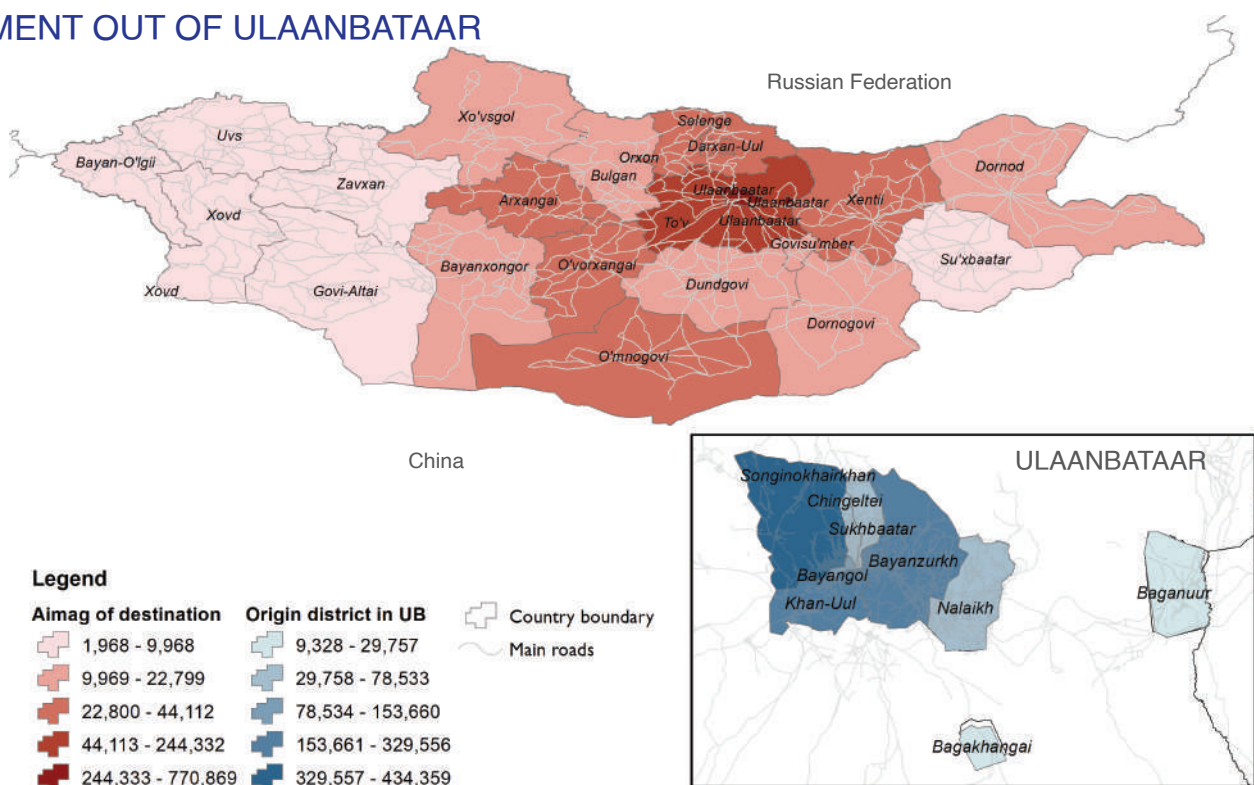 MENT OUT OF ULAANBATAAR
Russian Federation
Xo'vsgol
Selenge
Uvs
Darxan-Uul
Bayan-O'lgii
Orxon
Dornod
Bulgan
Zavxan
Ulaanbaatar
Arxangai
Ulaanbaatar
Xentii
Xovd
To'v
Ulaanbaatar
Govisu'mber
Su'xbaatar
Bayanxongor
O'vorxangai
Dundgovi
Xovd
Govi-Altai
Dornogovi
O'mnogovi
China
ULAANBATAAR
Songinokhairkhan
Chingeltei
Sukhbaatar
Bayanzurkh
Bayangol
Baganuur
Khan-Uul
Nalaikh
Bagakhangai
Legend
Aimag of destination
1,968 - 9,968
9,969 - 22,799
22,800 - 44,112
44,113 - 244,332
244,333 - 770,869
Origin district in UB
9,328 - 29,757
29,758 - 78,533
78,534 - 153,660
153,661 - 329,556
329,557 - 434,359
Country boundary
Main roads